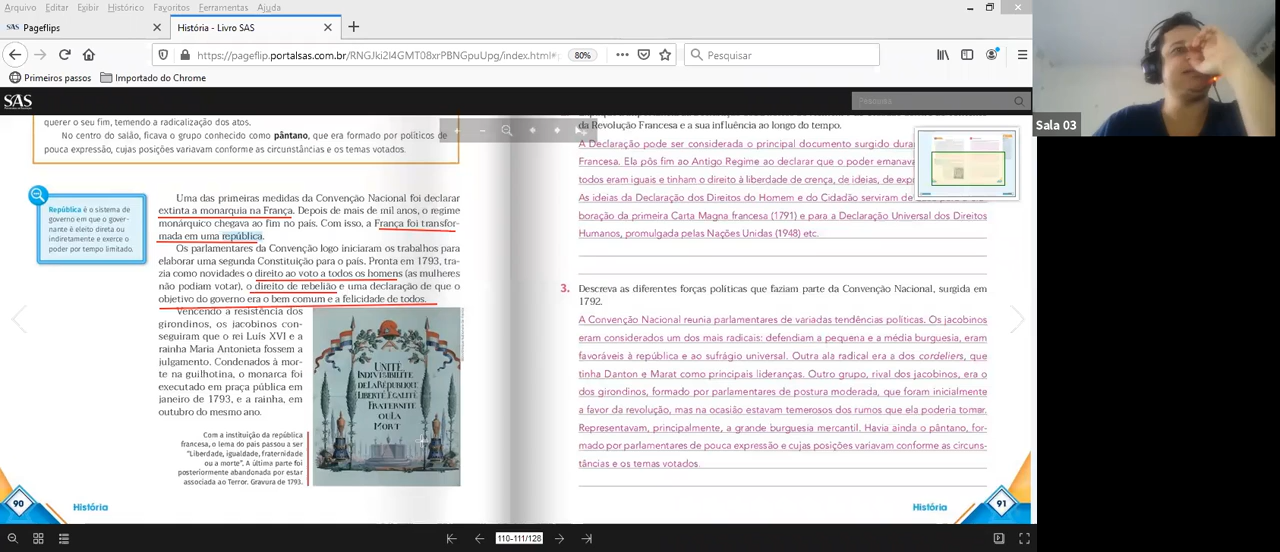 Arquivo Editar Exibir Histórico Favoritos Ferramentas Ajuda
Pageflips
História - Livro SAS
https://pageflip.portalsas.com.br/RNGJki2I4GMT08xrPBNGpuUpg/index.html#
80%
Pesquisar
Primeiros passos
Importado do Chrome
SAS
Pesquisa
Sala 03
querer o seu fim, temendo a radicalização dos atos.
No centro do salão, ficava o grupo conhecido como pântano, que era formado por políticos de
pouca expressão, cujas posições variavam conforme as circunstâncias e os temas votados.
República é o sistema de
governo em que o gover-
nante é eleito direta ou
indiretamente e exerce o
poder por tempo limitado.
Uma das primeiras medidas da Convenção Nacional foi declarar
extinta a monarquia na França. Depois de mais de mil anos, o regime
monárquico chegava ao fim no país. Com isso, a França foi transfor-
mada em uma república.
Os parlamentares da Convenção logo iniciaram os trabalhos para
elaborar uma segunda Constituição para o país. Pronta em 1793, tra-
zia como novidades o direito ao voto a todos os homens (as mulheres
não podiam votar), o direito de rebelião e uma declaração de que o
objetivo do governo era o bem comum e a felicidade de todos.
Vencendo a resistência dos
girondinos, os jacobinos con-
seguiram que o rei Luís XVI e a
rainha Maria Antonieta fossem a
julgamento. Condenados à mor-
te na guilhotina, o monarca foi
executado em praça pública em
janeiro de 1793, e a rainha, em
outubro do mesmo ano.
Com a instituição da república
francesa, o lema do país passou a ser
"Liberdade, igualdade, fraternidade
ou a morte". A última parte foi
posteriormente abandonada por estar
associada ao Terror. Gravura de 1793.
UNITÉ
INDIVISIBILITÉ
DE LA RÉPUBLIQUE
LIBERTÉ EGALITÉ
FRATERNITÉ
OU LA
MORT
90
História
da Revolução Francesa e a sua influência ao longo do tempo.
A Declaração pode ser considerada o principal documento surgido dura
Francesa. Ela pôs fim ao Antigo Regime ao declarar que o poder emanava
todos eram iguais e tinham o direito à liberdade de crença, de ideias, de exp
As ideias da Declaração dos Direitos do Homem e do Cidadão serviram de
boração da primeira Carta Magna francesa (1791) e para a Declaração Universal dos Direitos
Humanos, promulgada pelas Nações Unidas (1948) etc.
3. Descreva as diferentes forças políticas que faziam parte da Convenção Nacional, surgida em
1792.
A Convenção Nacional reunia parlamentares de variadas tendências políticas. Os jacobinos
eram considerados um dos mais radicais: defendiam a pequena e a média burguesia, eram
favoráveis à república e ao sufrágio universal. Outra ala radical era a dos cordeliers, que
tinha Danton e Marat como principais lideranças. Outro grupo, rival dos jacobinos, era o
dos girondinos, formado por parlamentares de postura moderada, que foram inicialmente
a favor da revolução, mas na ocasião estavam temerosos dos rumos que ela poderia tomar.
Representavam, principalmente, a grande burguesia mercantil. Havia ainda o pântano, for-
mado por parlamentares de pouca expressão e cujas posições variavam conforme as circuns-
tâncias e os temas votados.
História
91
110-111/128